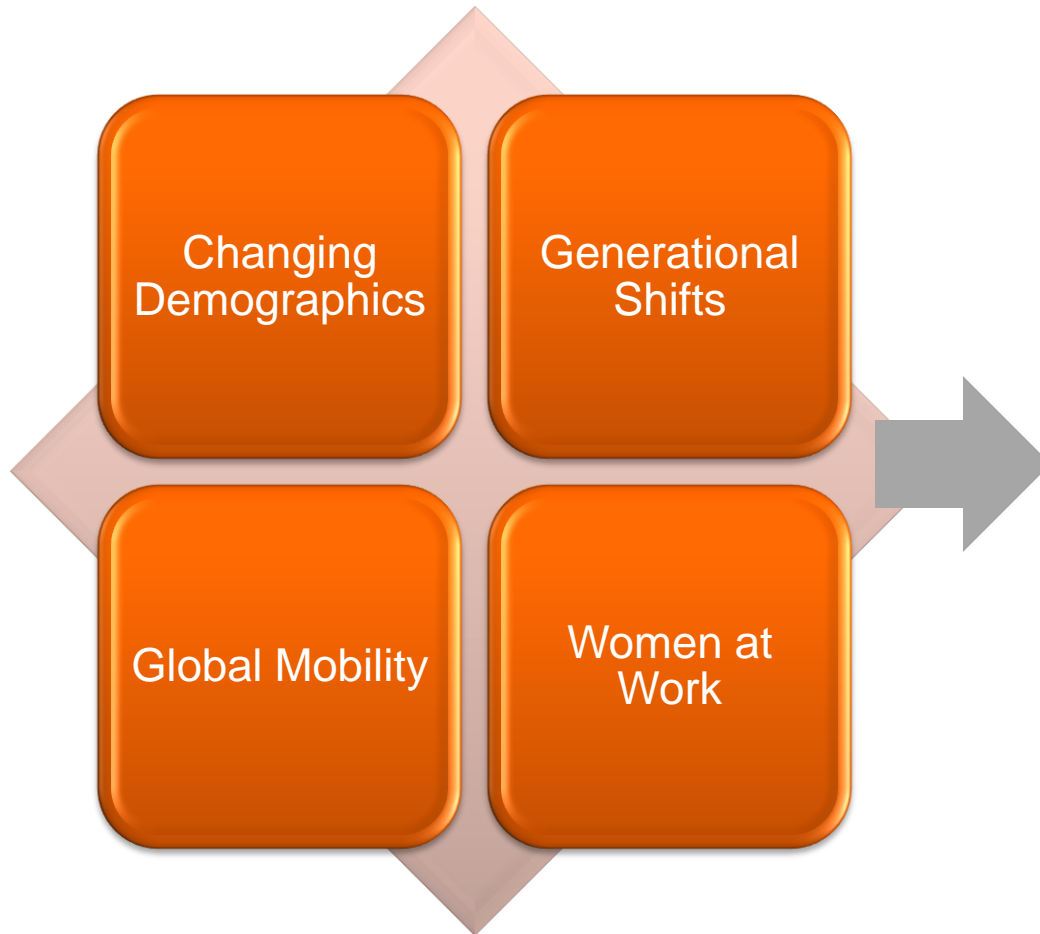 Changing
Demographics
Generational
Shifts
Global Mobility
Women at
Work